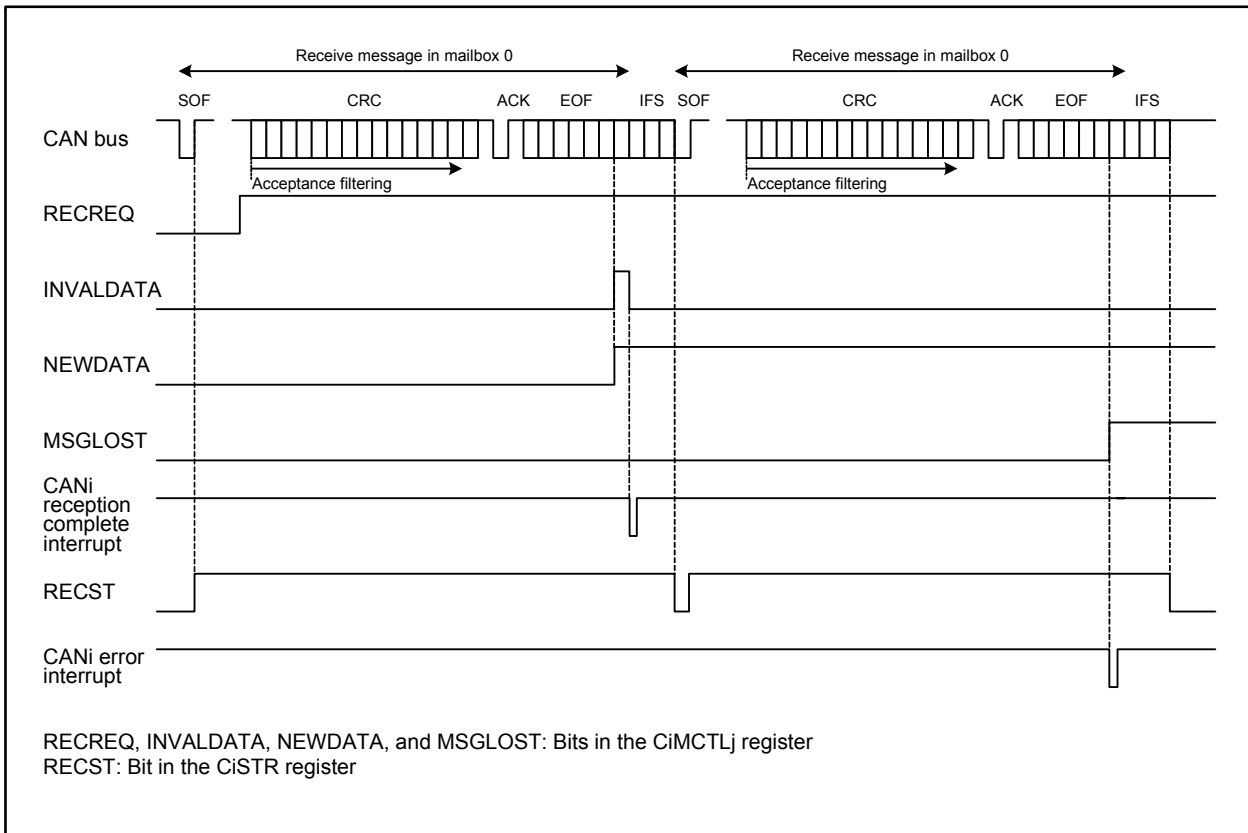 Receive message in mailbox 0 Receive message in mailbox 0
SOF CRC ACK EOF IFS SOF CRC ACK EOF IFS
CAN bus
Acceptance filtering Acceptance filtering
RECREQ
INVALDATA
NEWDATA
MSGLOST
CANi
reception
complete
interrupt
RECST
CANi error
interrupt
RECREQ, INVALDATA, NEWDATA, and MSGLOST: Bits in the CiMCTLj register
RECST: Bit in the CiSTR register